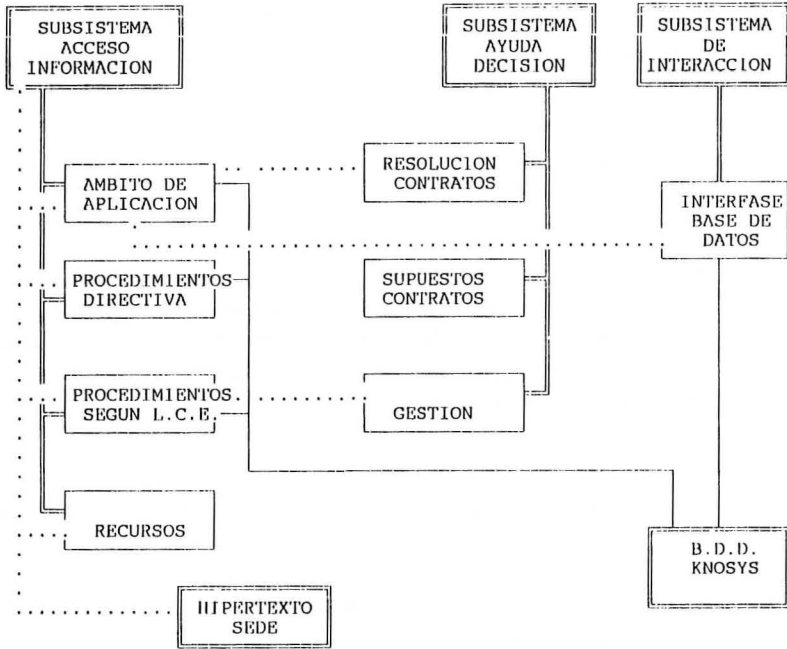 SUBSISTEMA
ACCESO
INFORMACION
SUBSISTEMA
AYUDA
DECISION
SUBSISTEMA
DE
INTERACCION
AMBITO DE
APLICACION
RESOLUCION
CONTRATOS
INTERFASE
BASE DE
DATOS
PROCEDIMIENTOS
DIRECTIVA
SUPUESTOS
CONTRATOS
PROCEDIMIENTOS
SEGUN L.C.E.
GESTION
RECURSOS
B.D.D.
KNOSYS
HIPERTEXTO
SEDE